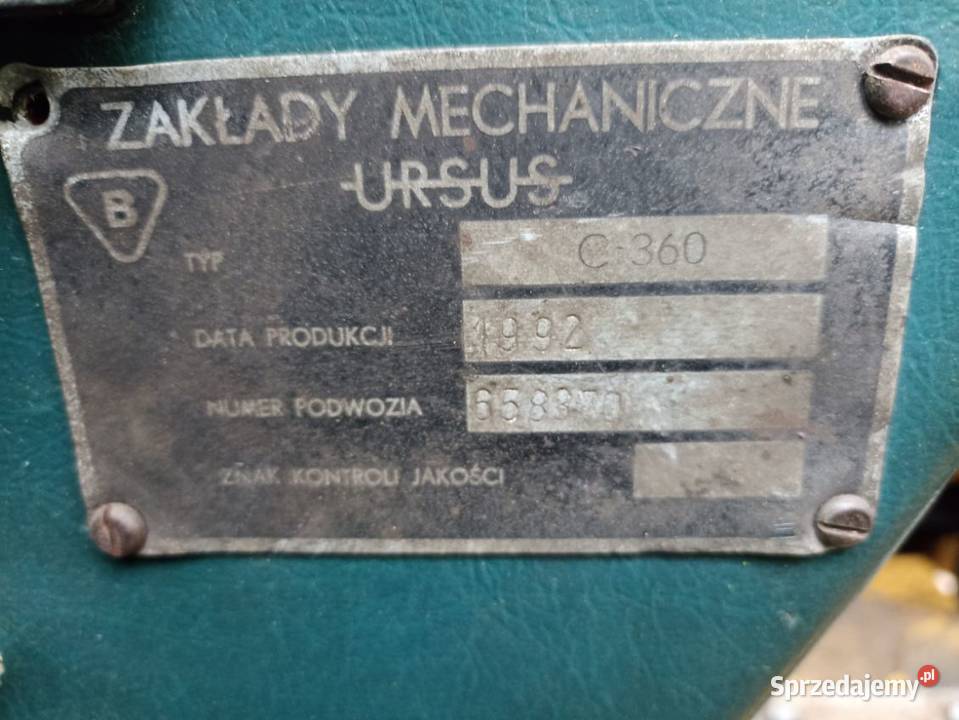 ZAKŁADY MECHANICZNE
URSUS
B
TYP C-360
DATA PRODUKCJI 1992
NUMER PODWOZIA
ZNAK KONTROLI JAKOŚCI
Sprzedajemy.pl